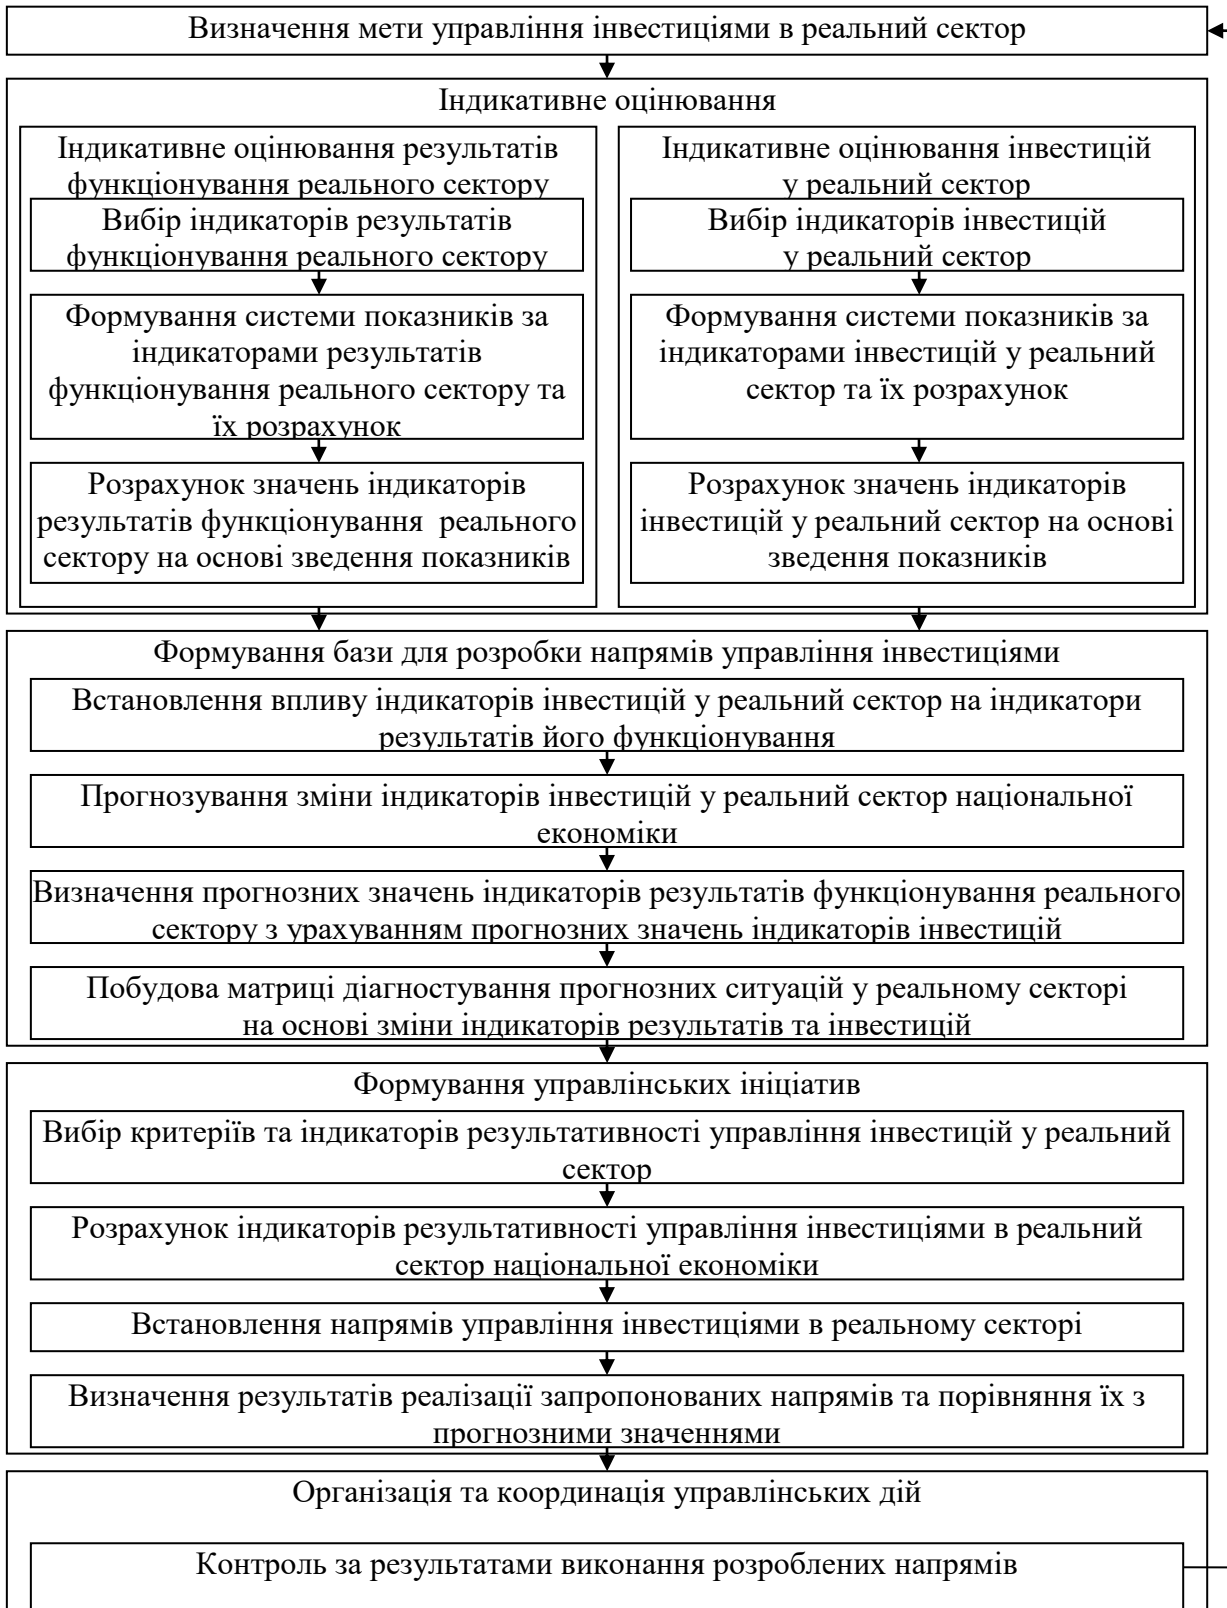 Визначення мети управління інвестиціями в реальний сектор
Індикативне оцінювання
Індикативне оцінювання результатів
функціонування реального сектору
Вибір індикаторів результатів
функціонування реального сектору
Формування системи показників за
індикаторами результатів
функціонування реального сектору та
їх розрахунок
Розрахунок значень індикаторів
результатів функціонування реального
сектору на основі зведення показників
Індикативне оцінювання інвестицій
у реальний сектор
Вибір індикаторів інвестицій
у реальний сектор
Формування системи показників за
індикаторами інвестицій у реальний
сектор та їх розрахунок
Розрахунок значень індикаторів
інвестицій у реальний сектор на основі
зведення показників
Формування бази для розробки напрямів управління інвестиціями
Встановлення впливу індикаторів інвестицій у реальний сектор на індикатори
результатів його функціонування
Прогнозування зміни індикаторів інвестицій у реальний сектор національної
економіки
Визначення прогнозних значень індикаторів результатів функціонування реального
сектору з урахуванням прогнозних значень індикаторів інвестицій
Побудова матриці діагностування прогнозних ситуацій у реальному секторі
на основі зміни індикаторів результатів та інвестицій
Формування управлінських ініціатив
Вибір критеріїв та індикаторів результативності управління інвестицій у реальний
сектор
Розрахунок індикаторів результативності управління інвестиціями в реальний
сектор національної економіки
Встановлення напрямів управління інвестиціями в реальному секторі
Визначення результатів реалізації запропонованих напрямів та порівняння їх з
прогнозними значеннями
Організація та координація управлінських дій
Контроль за результатами виконання розроблених напрямів